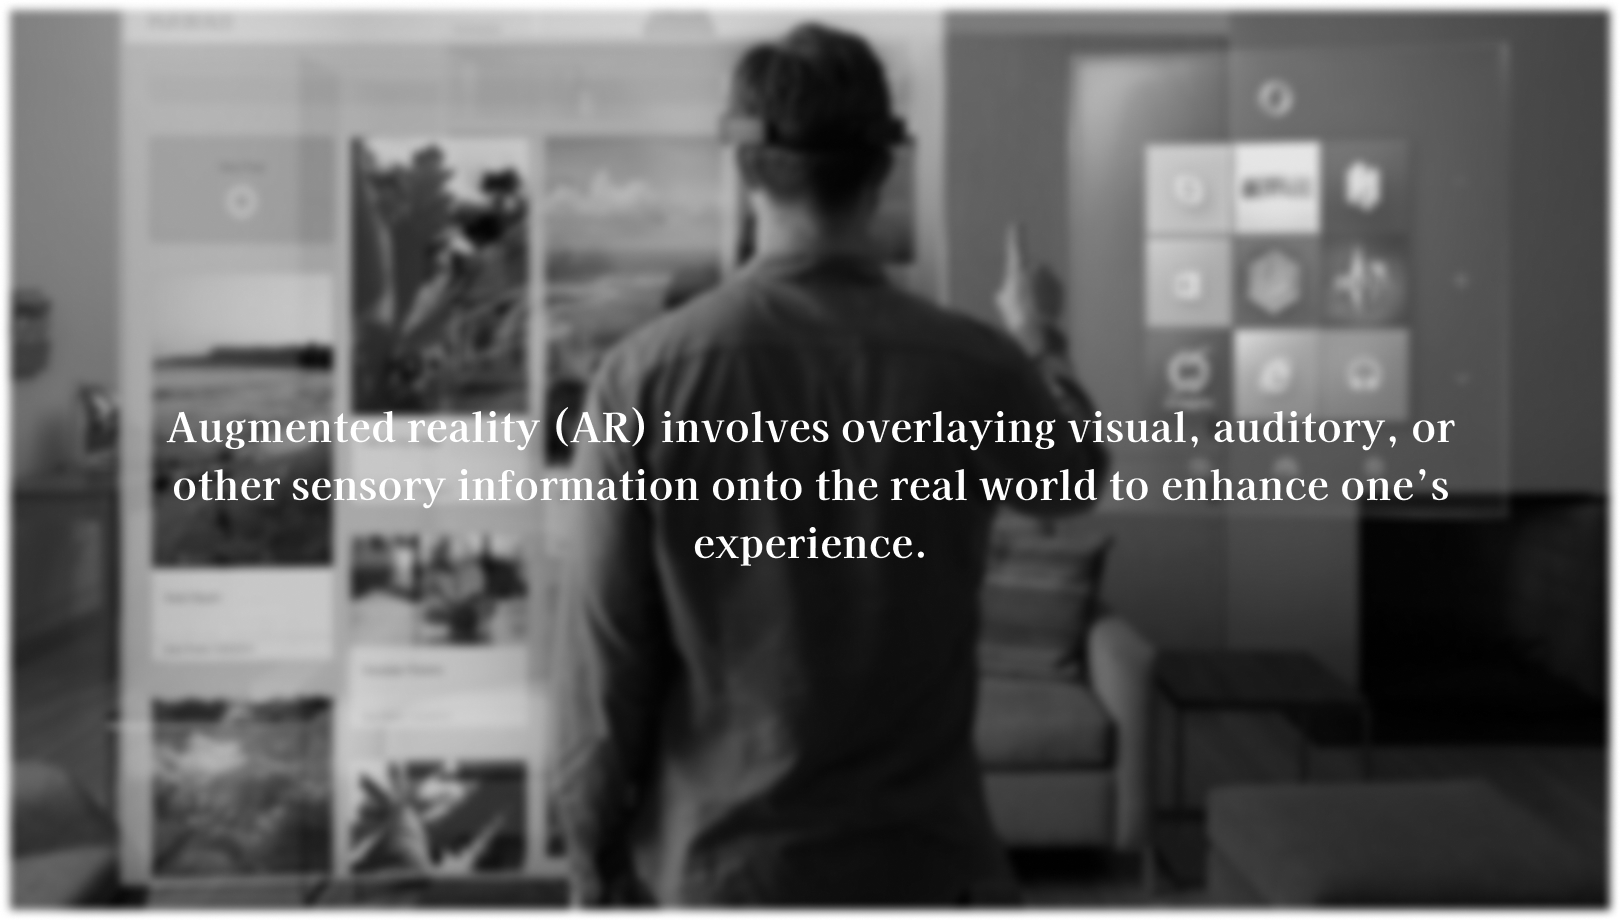 Augmented reality (AR) involves overlaying visual, auditory, or
other sensory information onto the real world to enhance one’s
experience.